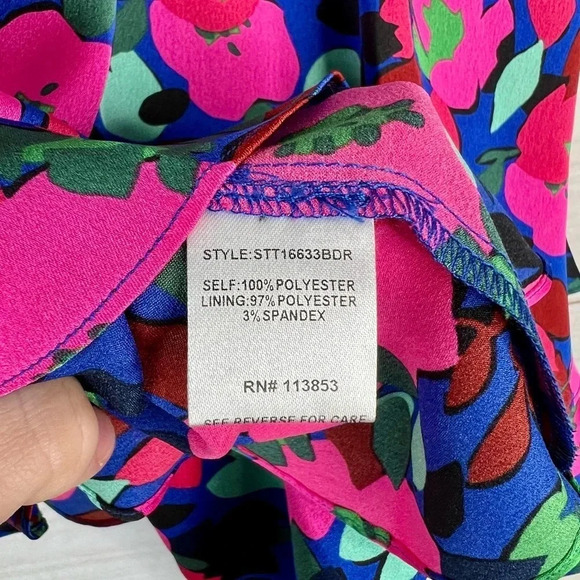 STYLE:STT16633BDR
SELF:100%POLYESTER
LINING:97%POLYESTER
3%SPANDEX
RN# 113853
SEE REVERSE FOR CARE